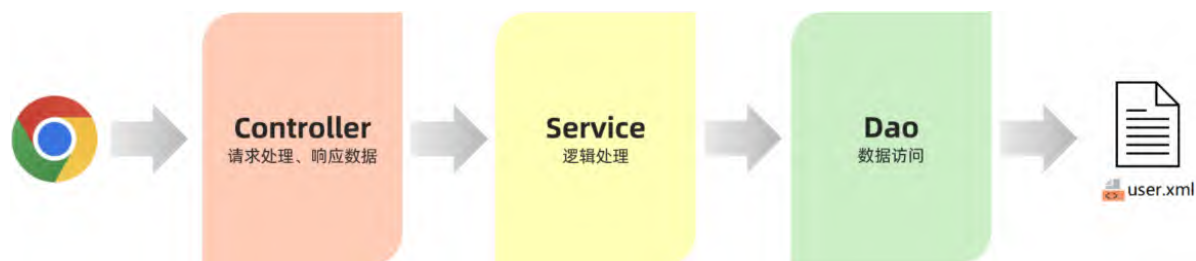 Controller
请求处理、响应数据
Service
逻辑处理
Dao
数据访问
user.xml